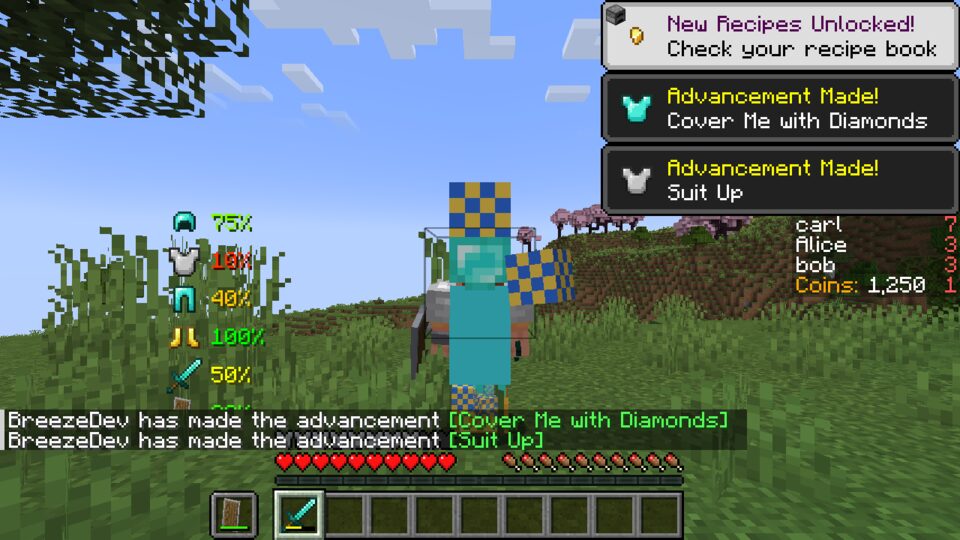 New Recipes Unlocked!
Check your recipe book
Advancement Made!
Cover Me with Diamonds
Advancement Made!
Suit Up
carl 7
Alice 3
bob 3
Coins: 1,250 1
75%
10%
40%
100%
50%
BreezeDev has made the advancement [Cover Me with Diamonds]
BreezeDev has made the advancement [Suit Up]